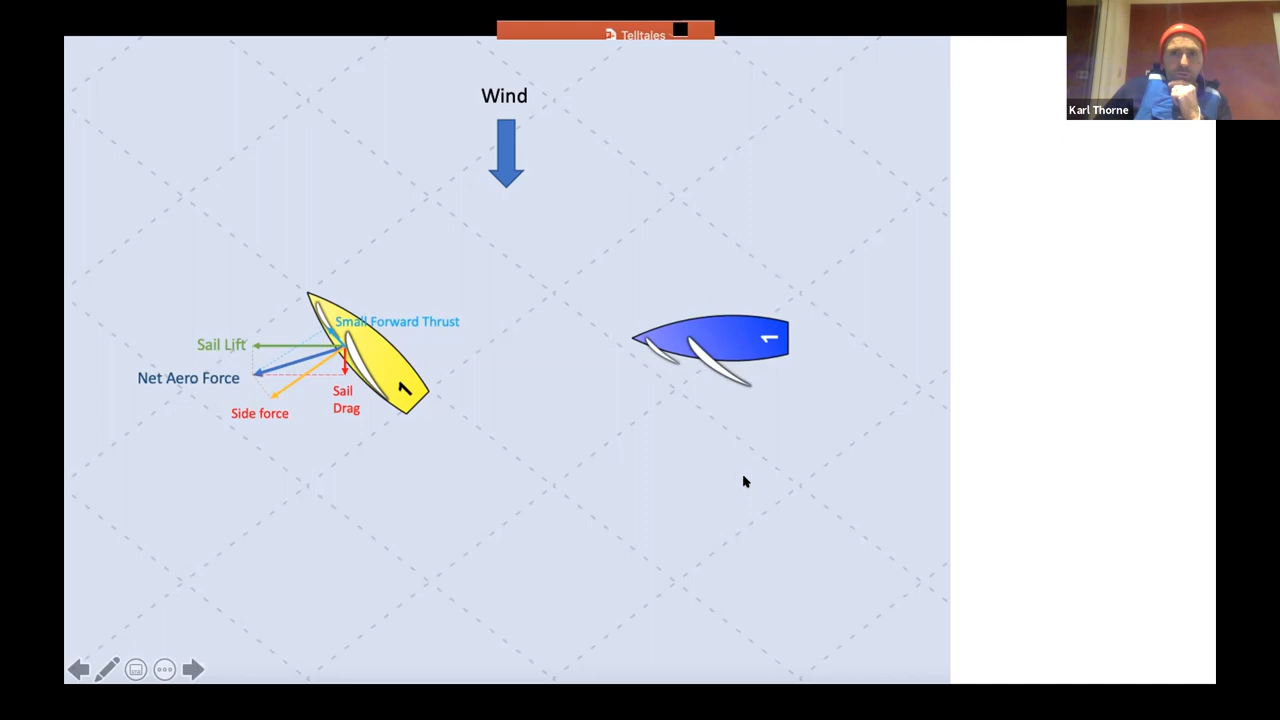 Telltales
Karl Thorne
Wind
Small Forward Thrust
Sail Lift
Net Aero Force
Sail
Drag
Side force
1
1